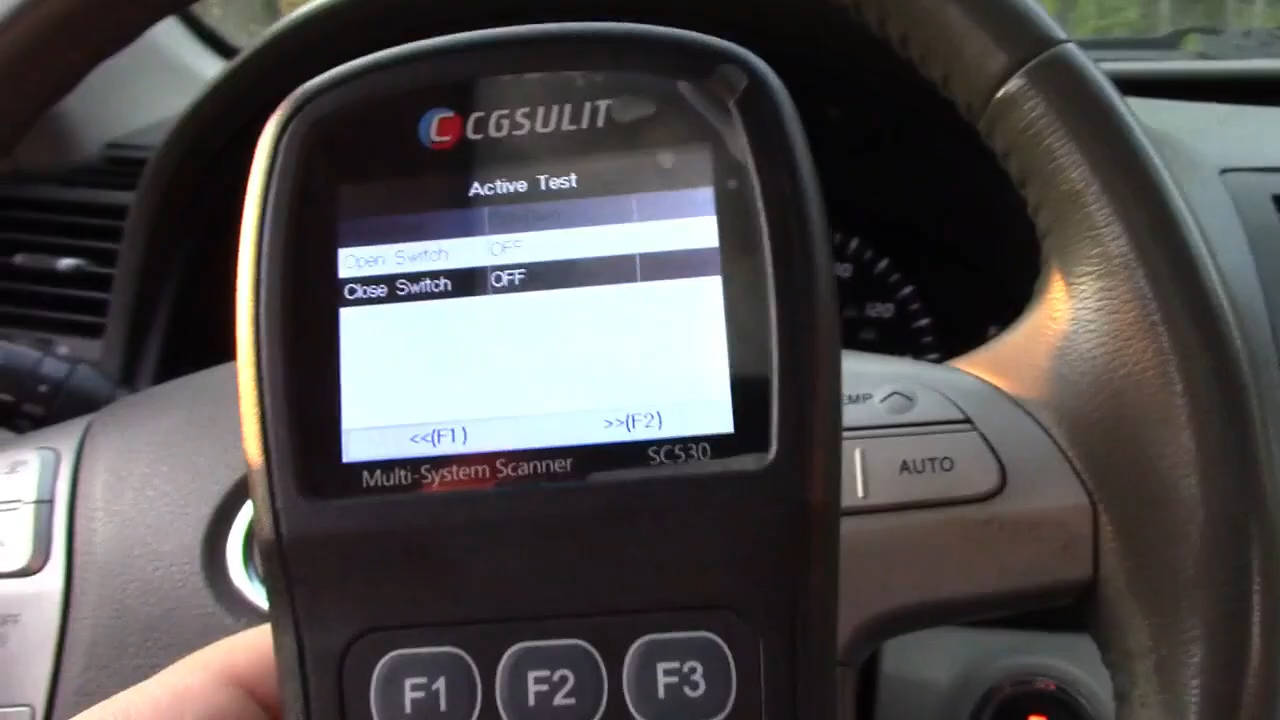 CGSULIT
Active Test
Open Switch OFF
Close Switch OFF
<<(F1) >>(F2)
Multi-System Scanner SC530
F1 F2 F3
120
AUTO